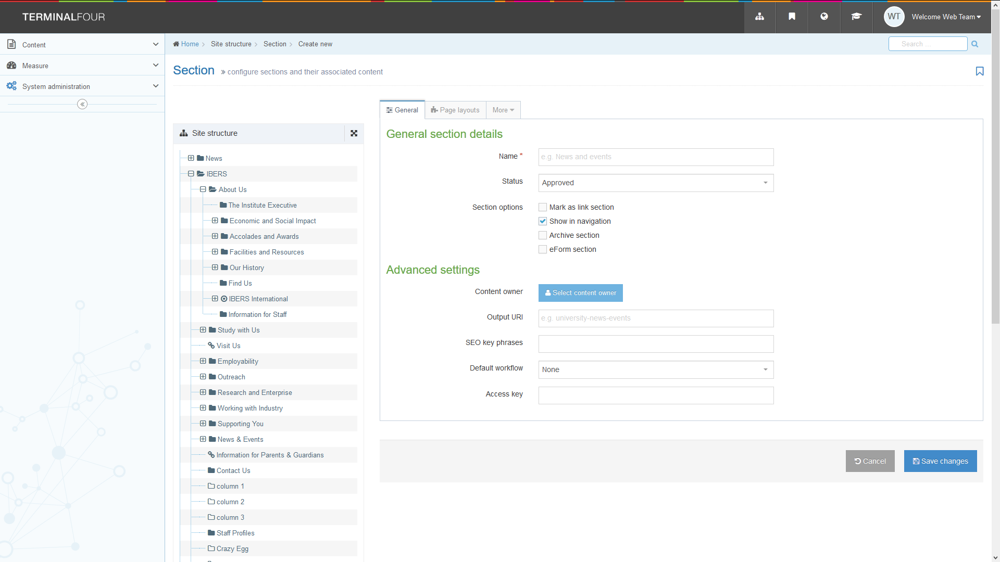 TERMINALFOUR
WT
Welcome Web Team
Content
Measure
System administration
Home
Site structure
Section
Create new
Search ...
Section
» configure sections and their associated content
General
Page layouts
More
Site structure
News
IBERS
About Us
The Institute Executive
Economic and Social Impact
Accolades and Awards
Facilities and Resources
Our History
Find Us
IBERS International
Information for Staff
Study with Us
Visit Us
Employability
Outreach
Research and Enterprise
Working with Industry
Supporting You
News & Events
Information for Parents & Guardians
Contact Us
column 1
column 2
column 3
Staff Profiles
Crazy Egg
General section details
Name *
e.g. News and events
Status
Approved
Section options
Mark as link section
Show in navigation
Archive section
eForm section
Advanced settings
Content owner
Select content owner
Output URI
e.g. university-news-events
SEO key phrases
Default workflow
None
Access key
Cancel
Save changes